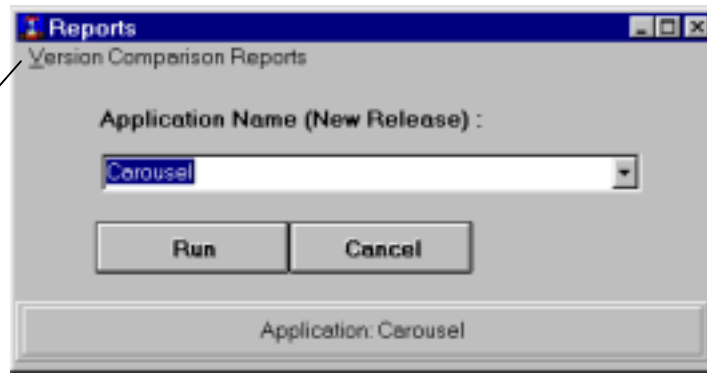 Reports
Version Comparison Reports
Application Name (New Release) :
Carousel
Run Cancel
Application: Carousel